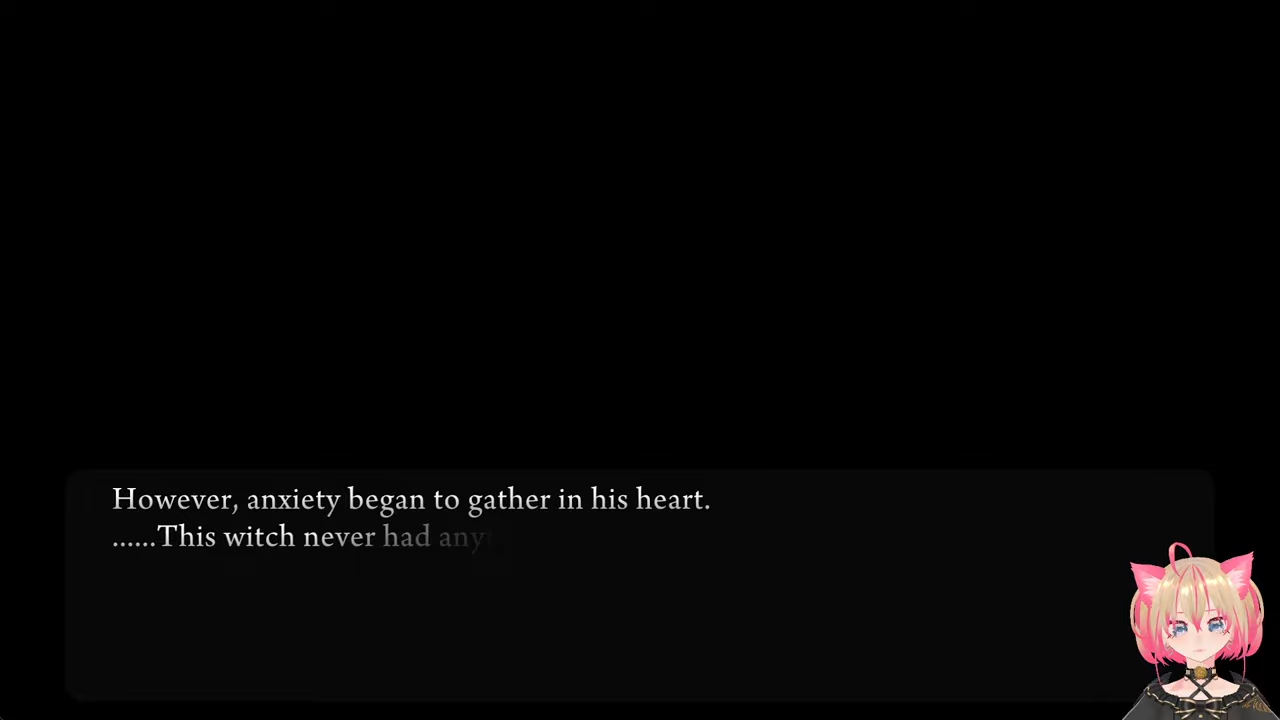 However, anxiety began to gather in his heart.
......This witch never had